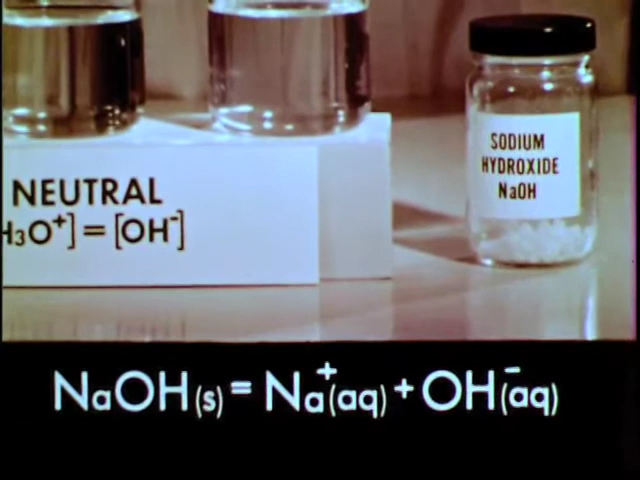 NEUTRAL
H₃O⁺] = [OH⁻]
SODIUM
HYDROXIDE
NaOH
NaOH(s) = Na⁺(aq) + OH⁻(aq)